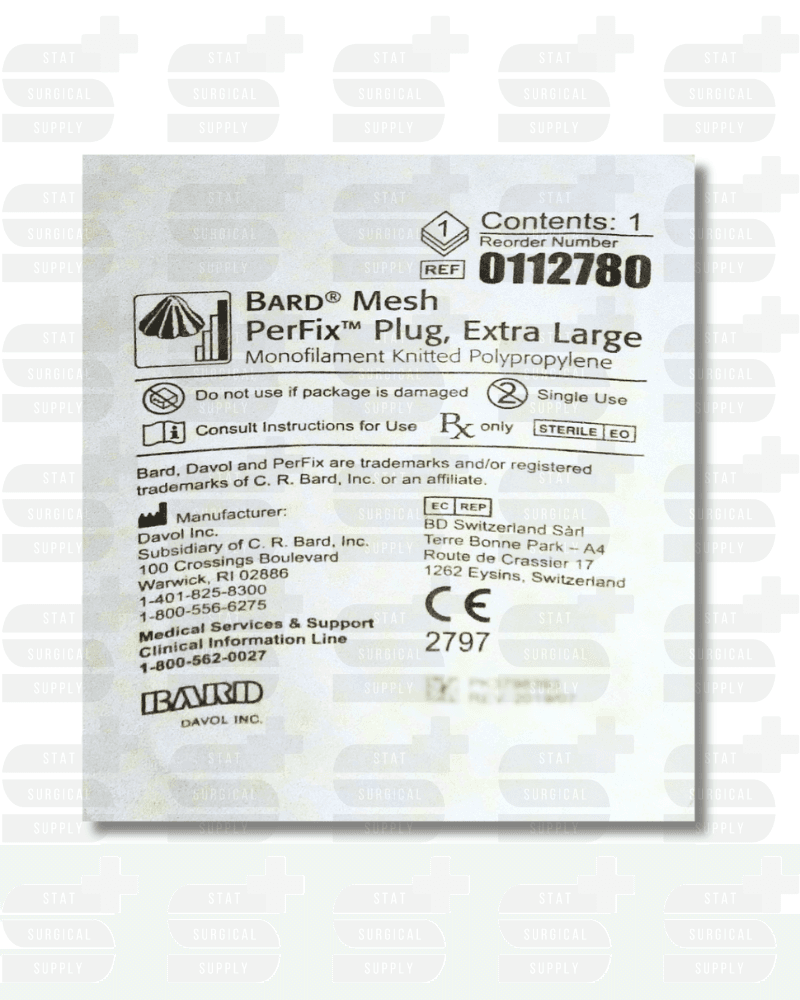 1
Contents: 1
Reorder Number
REF 0112780
BARD® Mesh
PerFix™ Plug, Extra Large
Monofilament Knitted Polypropylene
Do not use if package is damaged
2 Single Use
i Consult Instructions for Use
Rx only
STERILE EO
Bard, Davol and PerFix are trademarks and/or registered
trademarks of C. R. Bard, Inc. or an affiliate.
Manufacturer:
Davol Inc.
Subsidiary of C. R. Bard, Inc.
100 Crossings Boulevard
Warwick, RI 02886
1-401-825-8300
1-800-556-6275
Medical Services & Support
Clinical Information Line
1-800-562-0027
BARD
DAVOL INC.
EC REP
BD Switzerland Sàrl
Terre Bonne Park – A4
Route de Crassier 17
1262 Eysins, Switzerland
CE
2797
STAT
SURGICAL
SUPPLY